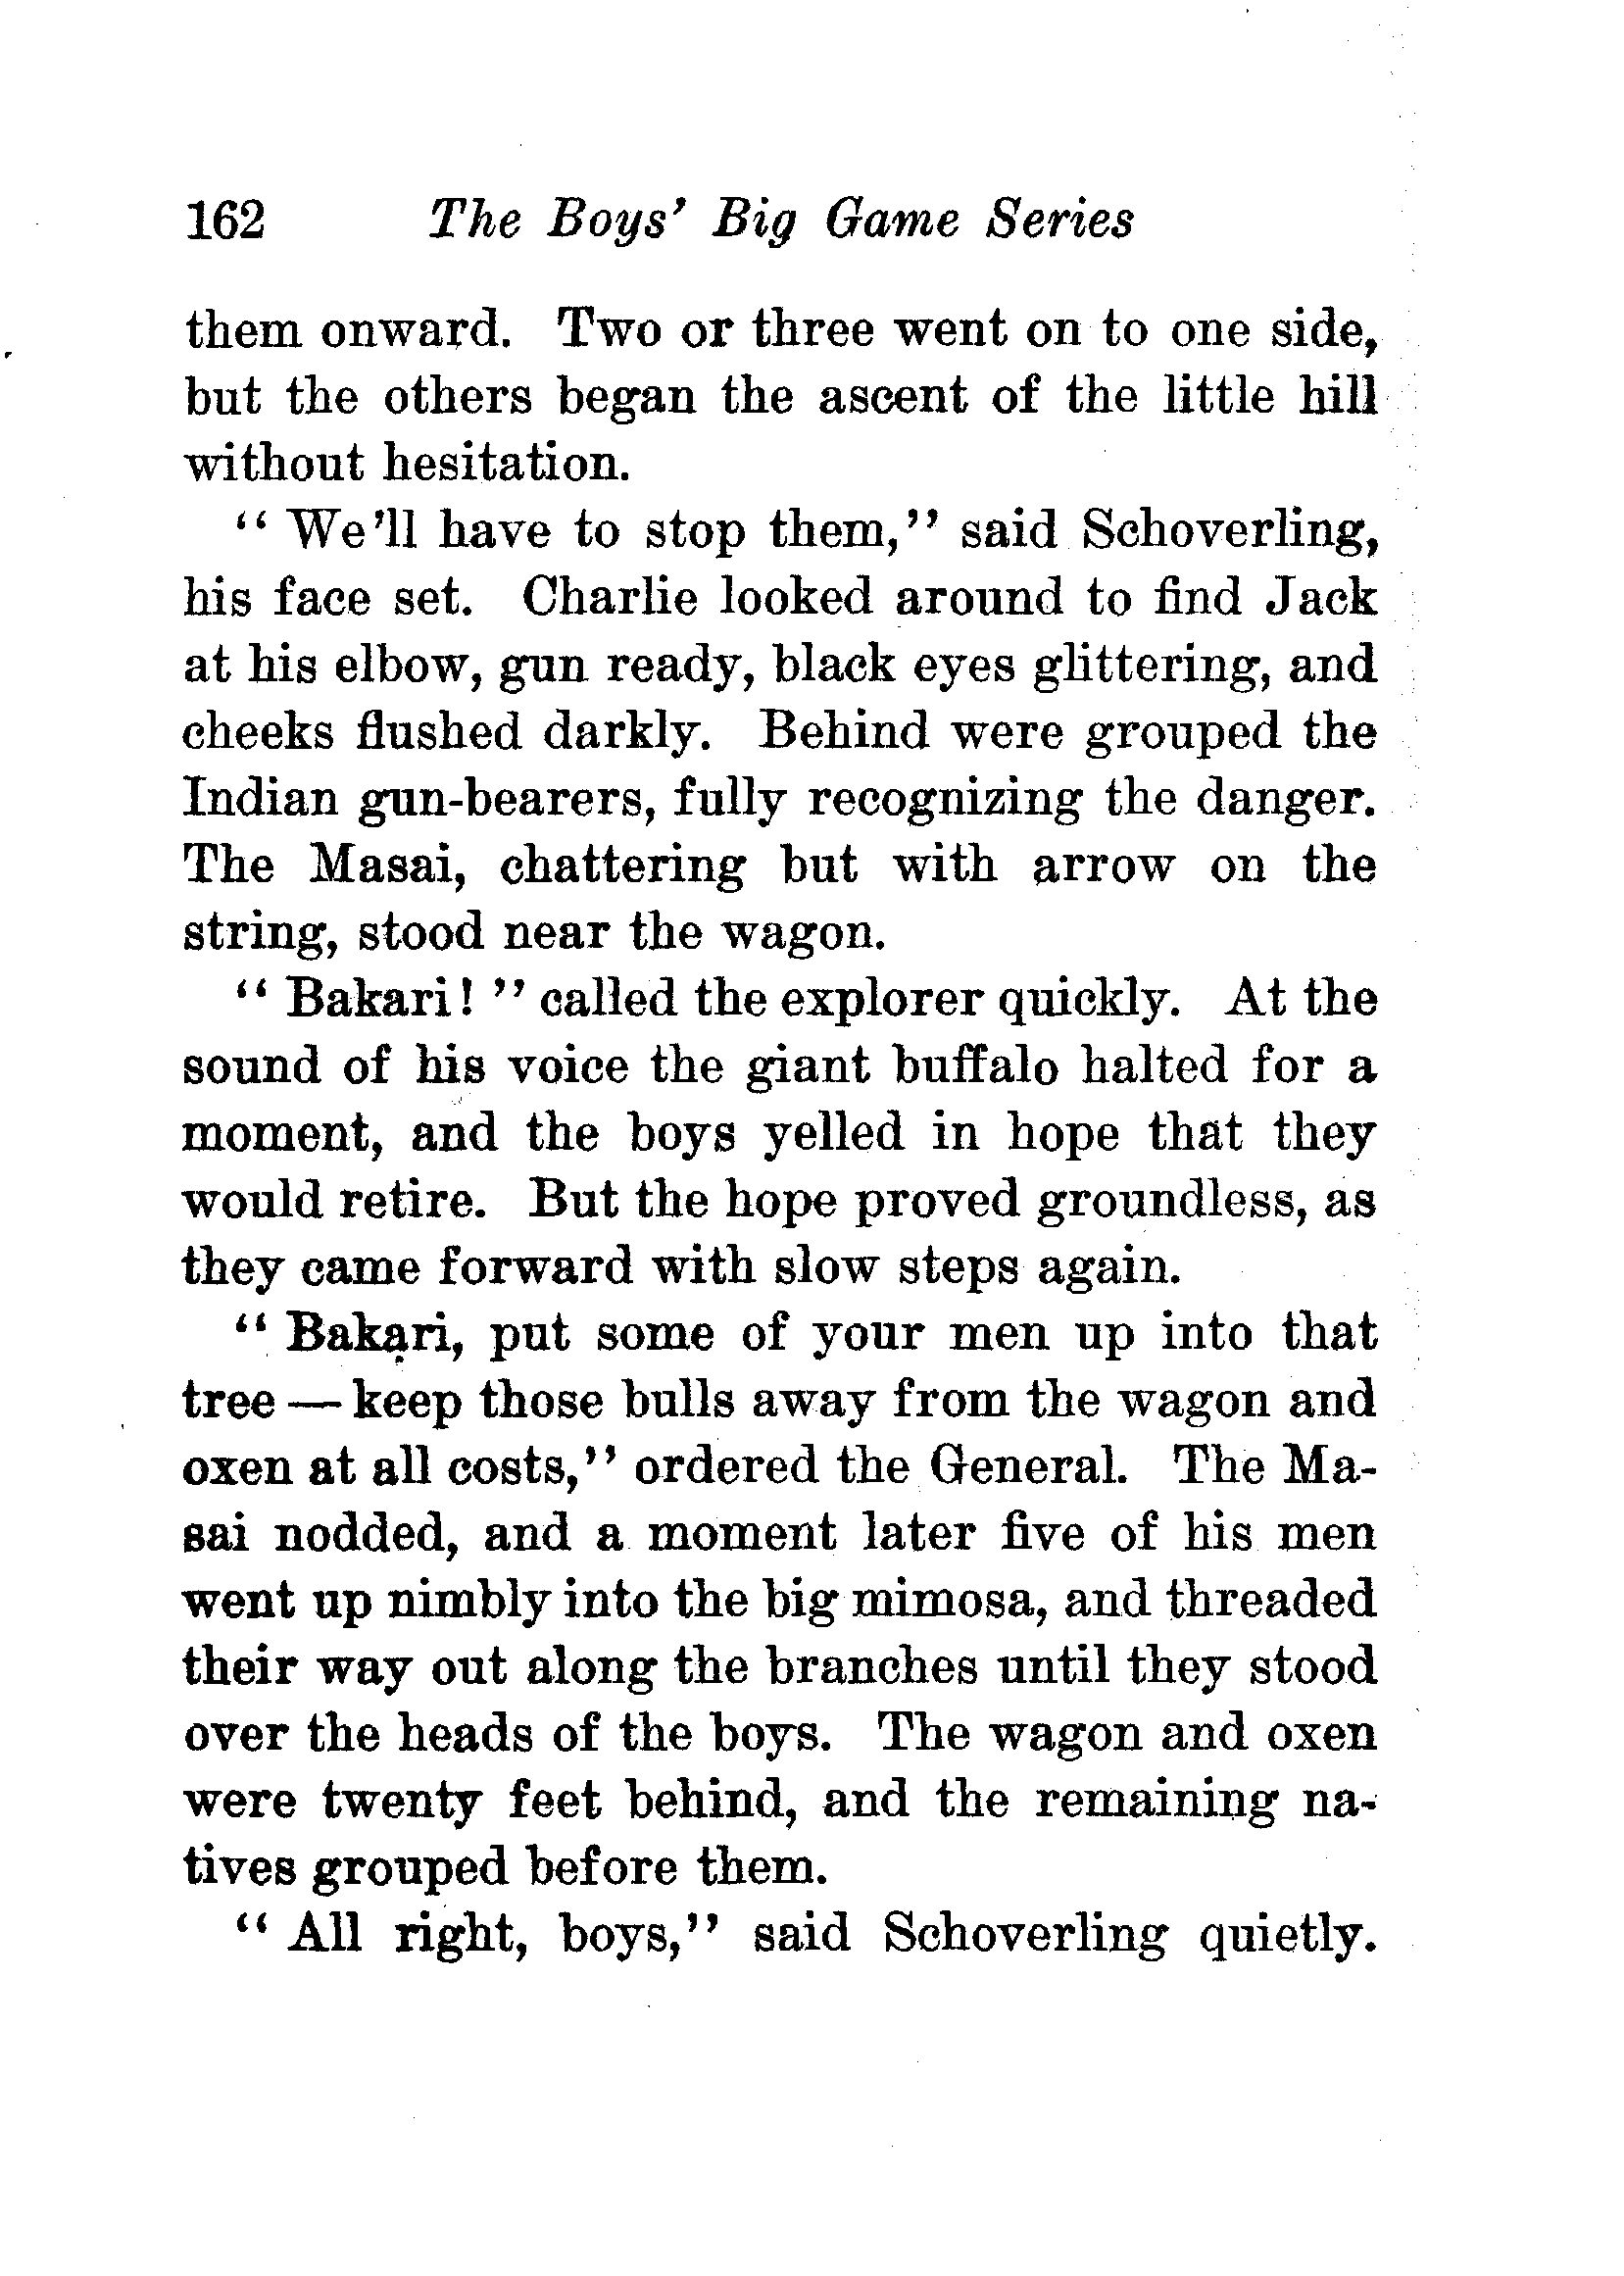 162 The Boys' Big Game Series
them onward. Two or three went on to one side,
but the others began the ascent of the little hill
without hesitation.
"We'll have to stop them," said Schoverling,
his face set. Charlie looked around to find Jack
at his elbow, gun ready, black eyes glittering, and
cheeks flushed darkly. Behind were grouped the
Indian gun-bearers, fully recognizing the danger.
The Masai, chattering but with arrow on the
string, stood near the wagon.
"Bakari!" called the explorer quickly. At the
sound of his voice the giant buffalo halted for a
moment, and the boys yelled in hope that they
would retire. But the hope proved groundless, as
they came forward with slow steps again.
"Bakari, put some of your men up into that
tree — keep those bulls away from the wagon and
oxen at all costs," ordered the General. The Ma-
sai nodded, and a moment later five of his men
went up nimbly into the big mimosa, and threaded
their way out along the branches until they stood
over the heads of the boys. The wagon and oxen
were twenty feet behind, and the remaining na-
tives grouped before them.
"All right, boys," said Schoverling quietly.